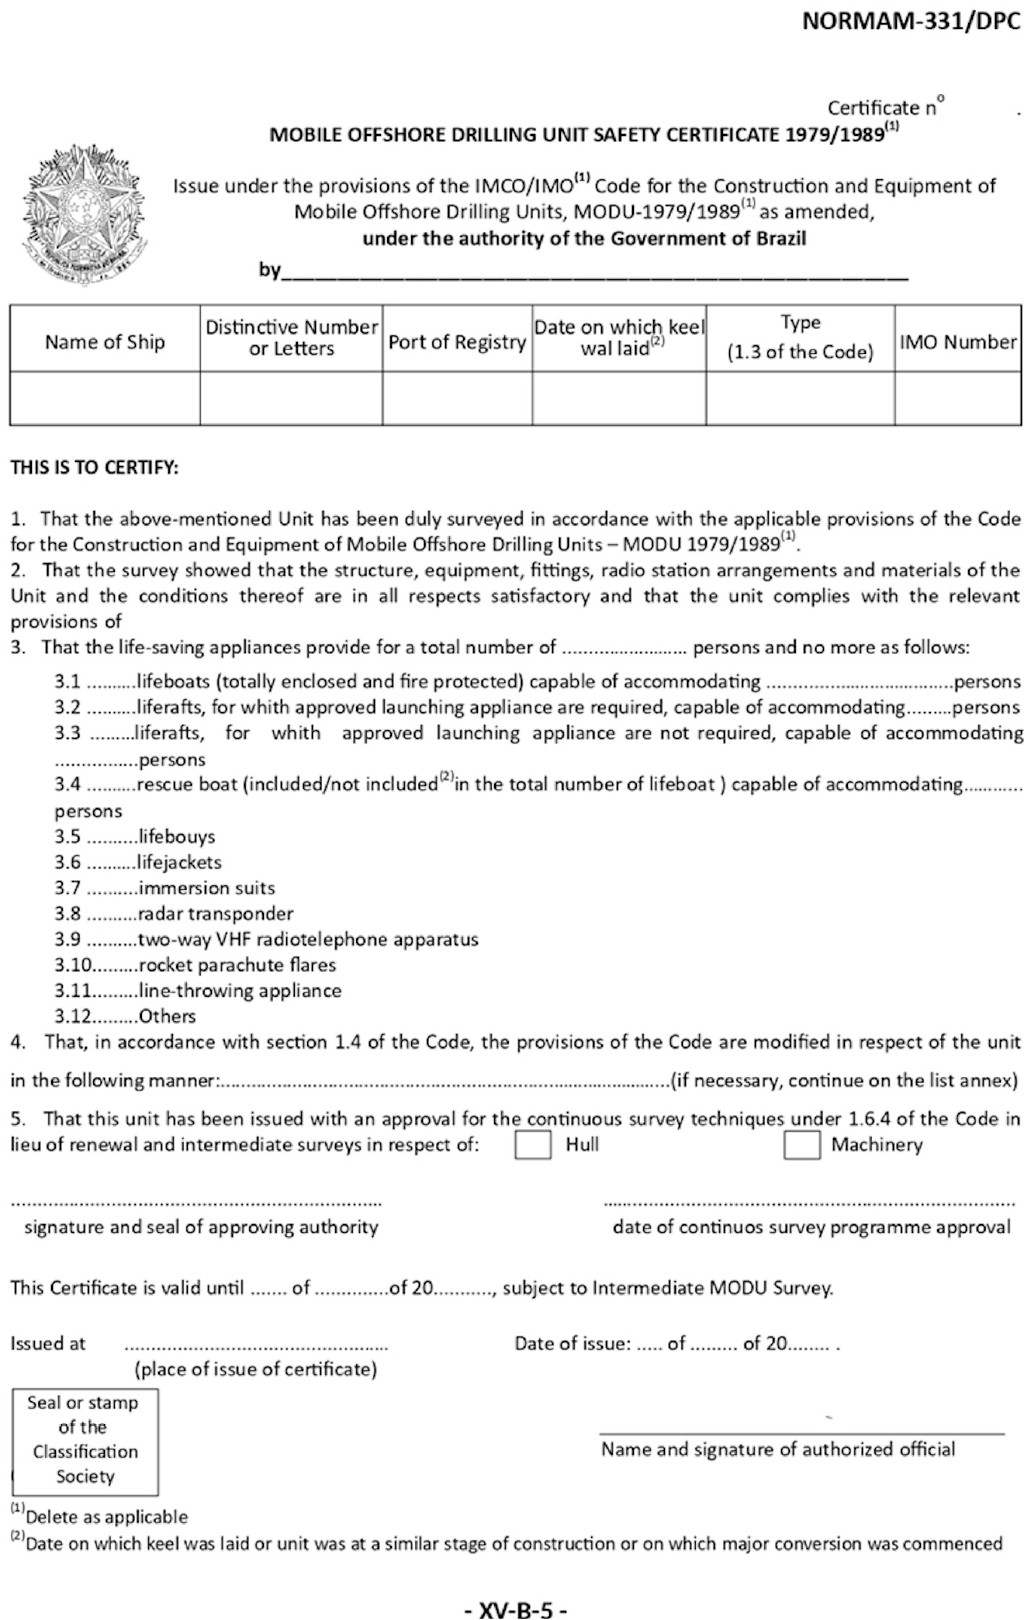 NORMAM-331/DPC
Certificate nº .
MOBILE OFFSHORE DRILLING UNIT SAFETY CERTIFICATE 1979/1989(1)
Issue under the provisions of the IMCO/IMO(1) Code for the Construction and Equipment of
Mobile Offshore Drilling Units, MODU-1979/1989(1) as amended,
under the authority of the Government of Brazil
by____________________________________________________________
Name of Ship
Distinctive Number
or Letters
Port of Registry
Date on which keel
wal laid(2)
Type
(1.3 of the Code)
IMO Number
THIS IS TO CERTIFY:
1. That the above-mentioned Unit has been duly surveyed in accordance with the applicable provisions of the Code
for the Construction and Equipment of Mobile Offshore Drilling Units – MODU 1979/1989(1).
2. That the survey showed that the structure, equipment, fittings, radio station arrangements and materials of the
Unit and the conditions thereof are in all respects satisfactory and that the unit complies with the relevant
provisions of
3. That the life-saving appliances provide for a total number of ........................ persons and no more as follows:
3.1 ..........lifeboats (totally enclosed and fire protected) capable of accommodating ....................................persons
3.2 ..........liferafts, for whith approved launching appliance are required, capable of accommodating.........persons
3.3 .........liferafts, for whith approved launching appliance are not required, capable of accommodating
................persons
3.4 ..........rescue boat (included/not included(2)in the total number of lifeboat ) capable of accommodating............
persons
3.5 ..........lifebouys
3.6 ..........lifejackets
3.7 ..........immersion suits
3.8 ..........radar transponder
3.9 ..........two-way VHF radiotelephone apparatus
3.10.........rocket parachute flares
3.11.........line-throwing appliance
3.12.........Others
4. That, in accordance with section 1.4 of the Code, the provisions of the Code are modified in respect of the unit
in the following manner:.....................................................................................(if necessary, continue on the list annex)
5. That this unit has been issued with an approval for the continuous survey techniques under 1.6.4 of the Code in
lieu of renewal and intermediate surveys in respect of: Hull Machinery
...................................................................... ..............................................................................
signature and seal of approving authority date of continuos survey programme approval
This Certificate is valid until ....... of ..............of 20..........., subject to Intermediate MODU Survey.
Issued at .................................................. Date of issue: ..... of ......... of 20........ .
(place of issue of certificate)
Seal or stamp
of the
Classification
Society
Name and signature of authorized official
(1)Delete as applicable
(2)Date on which keel was laid or unit was at a similar stage of construction or on which major conversion was commenced
- XV-B-5 -